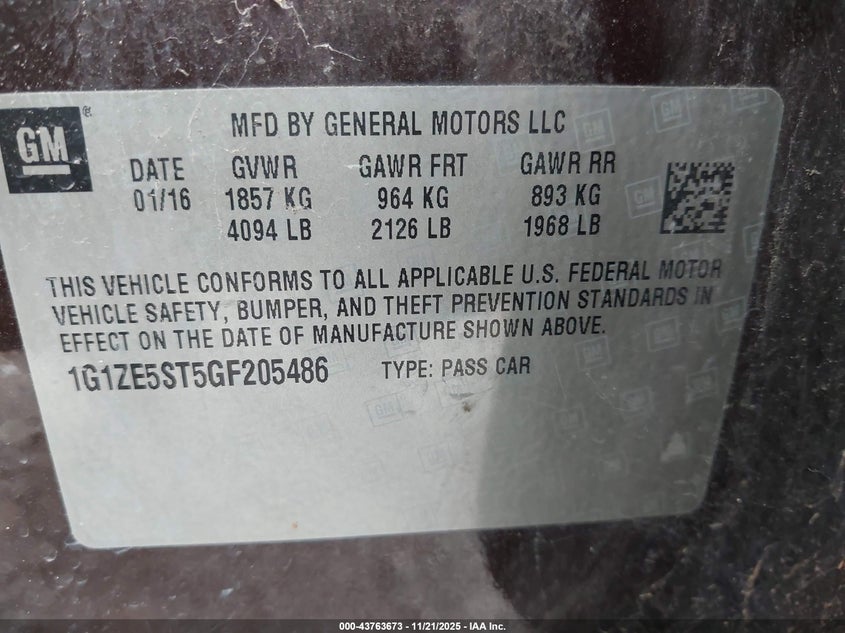 GM
MFD BY GENERAL MOTORS LLC
DATE GVWR GAWR FRT GAWR RR
01/16 1857 KG 964 KG 893 KG
4094 LB 2126 LB 1968 LB
THIS VEHICLE CONFORMS TO ALL APPLICABLE U.S. FEDERAL MOTOR
VEHICLE SAFETY, BUMPER, AND THEFT PREVENTION STANDARDS IN
EFFECT ON THE DATE OF MANUFACTURE SHOWN ABOVE.
1G1ZE5ST5GF205486 TYPE: PASS CAR
000-43763673 - 11/21/2025 - IAA Inc.